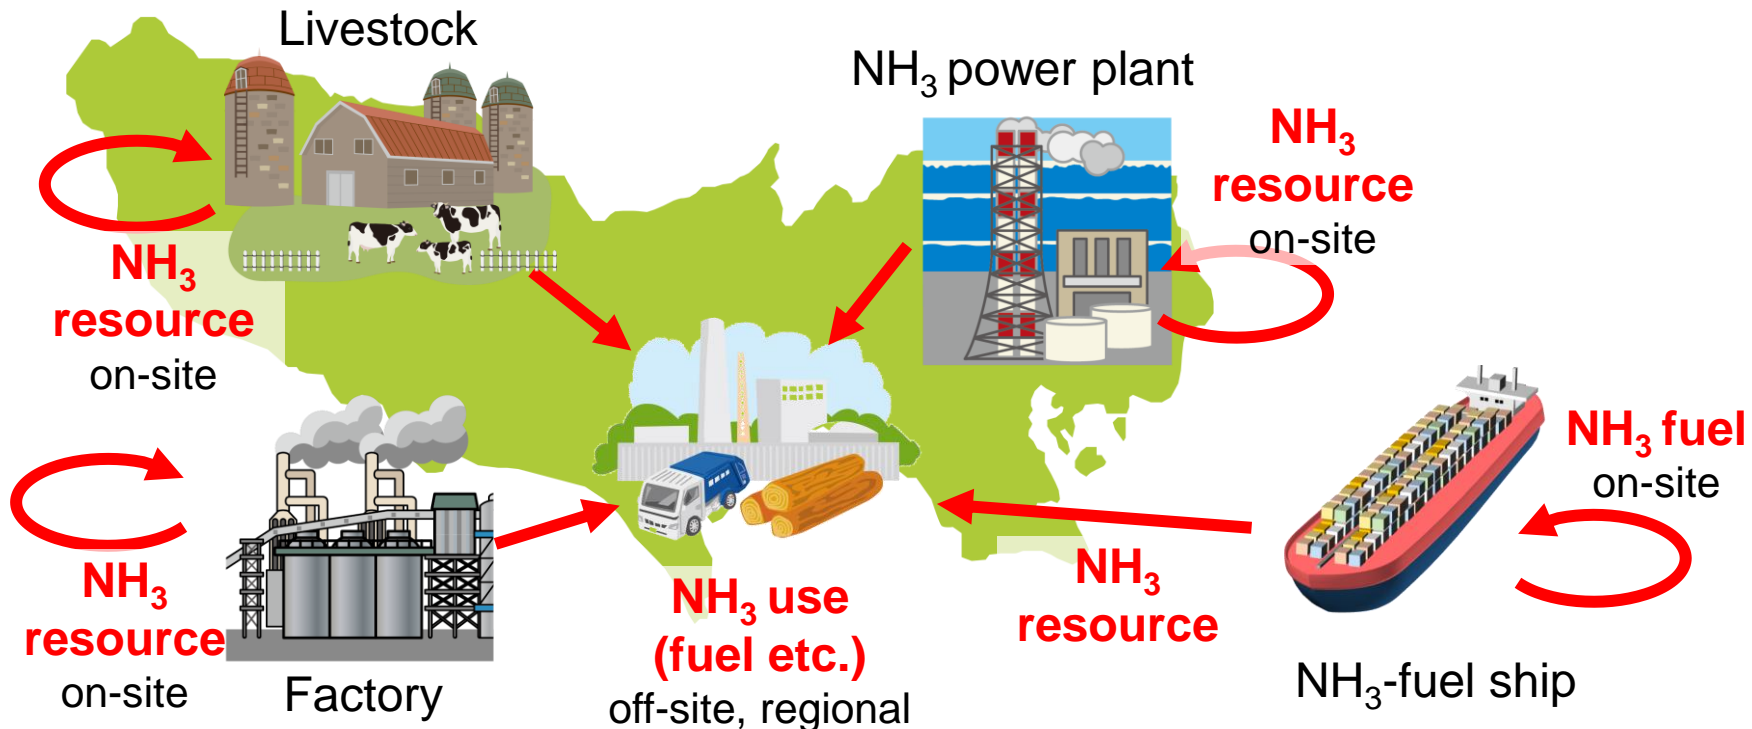 Livestock
NH₃ power plant
NH₃
resource
on-site
NH₃
resource
on-site
NH₃ fuel
on-site
NH₃
resource
on-site
Factory
NH₃ use
(fuel etc.)
off-site, regional
NH₃
resource
NH₃-fuel ship